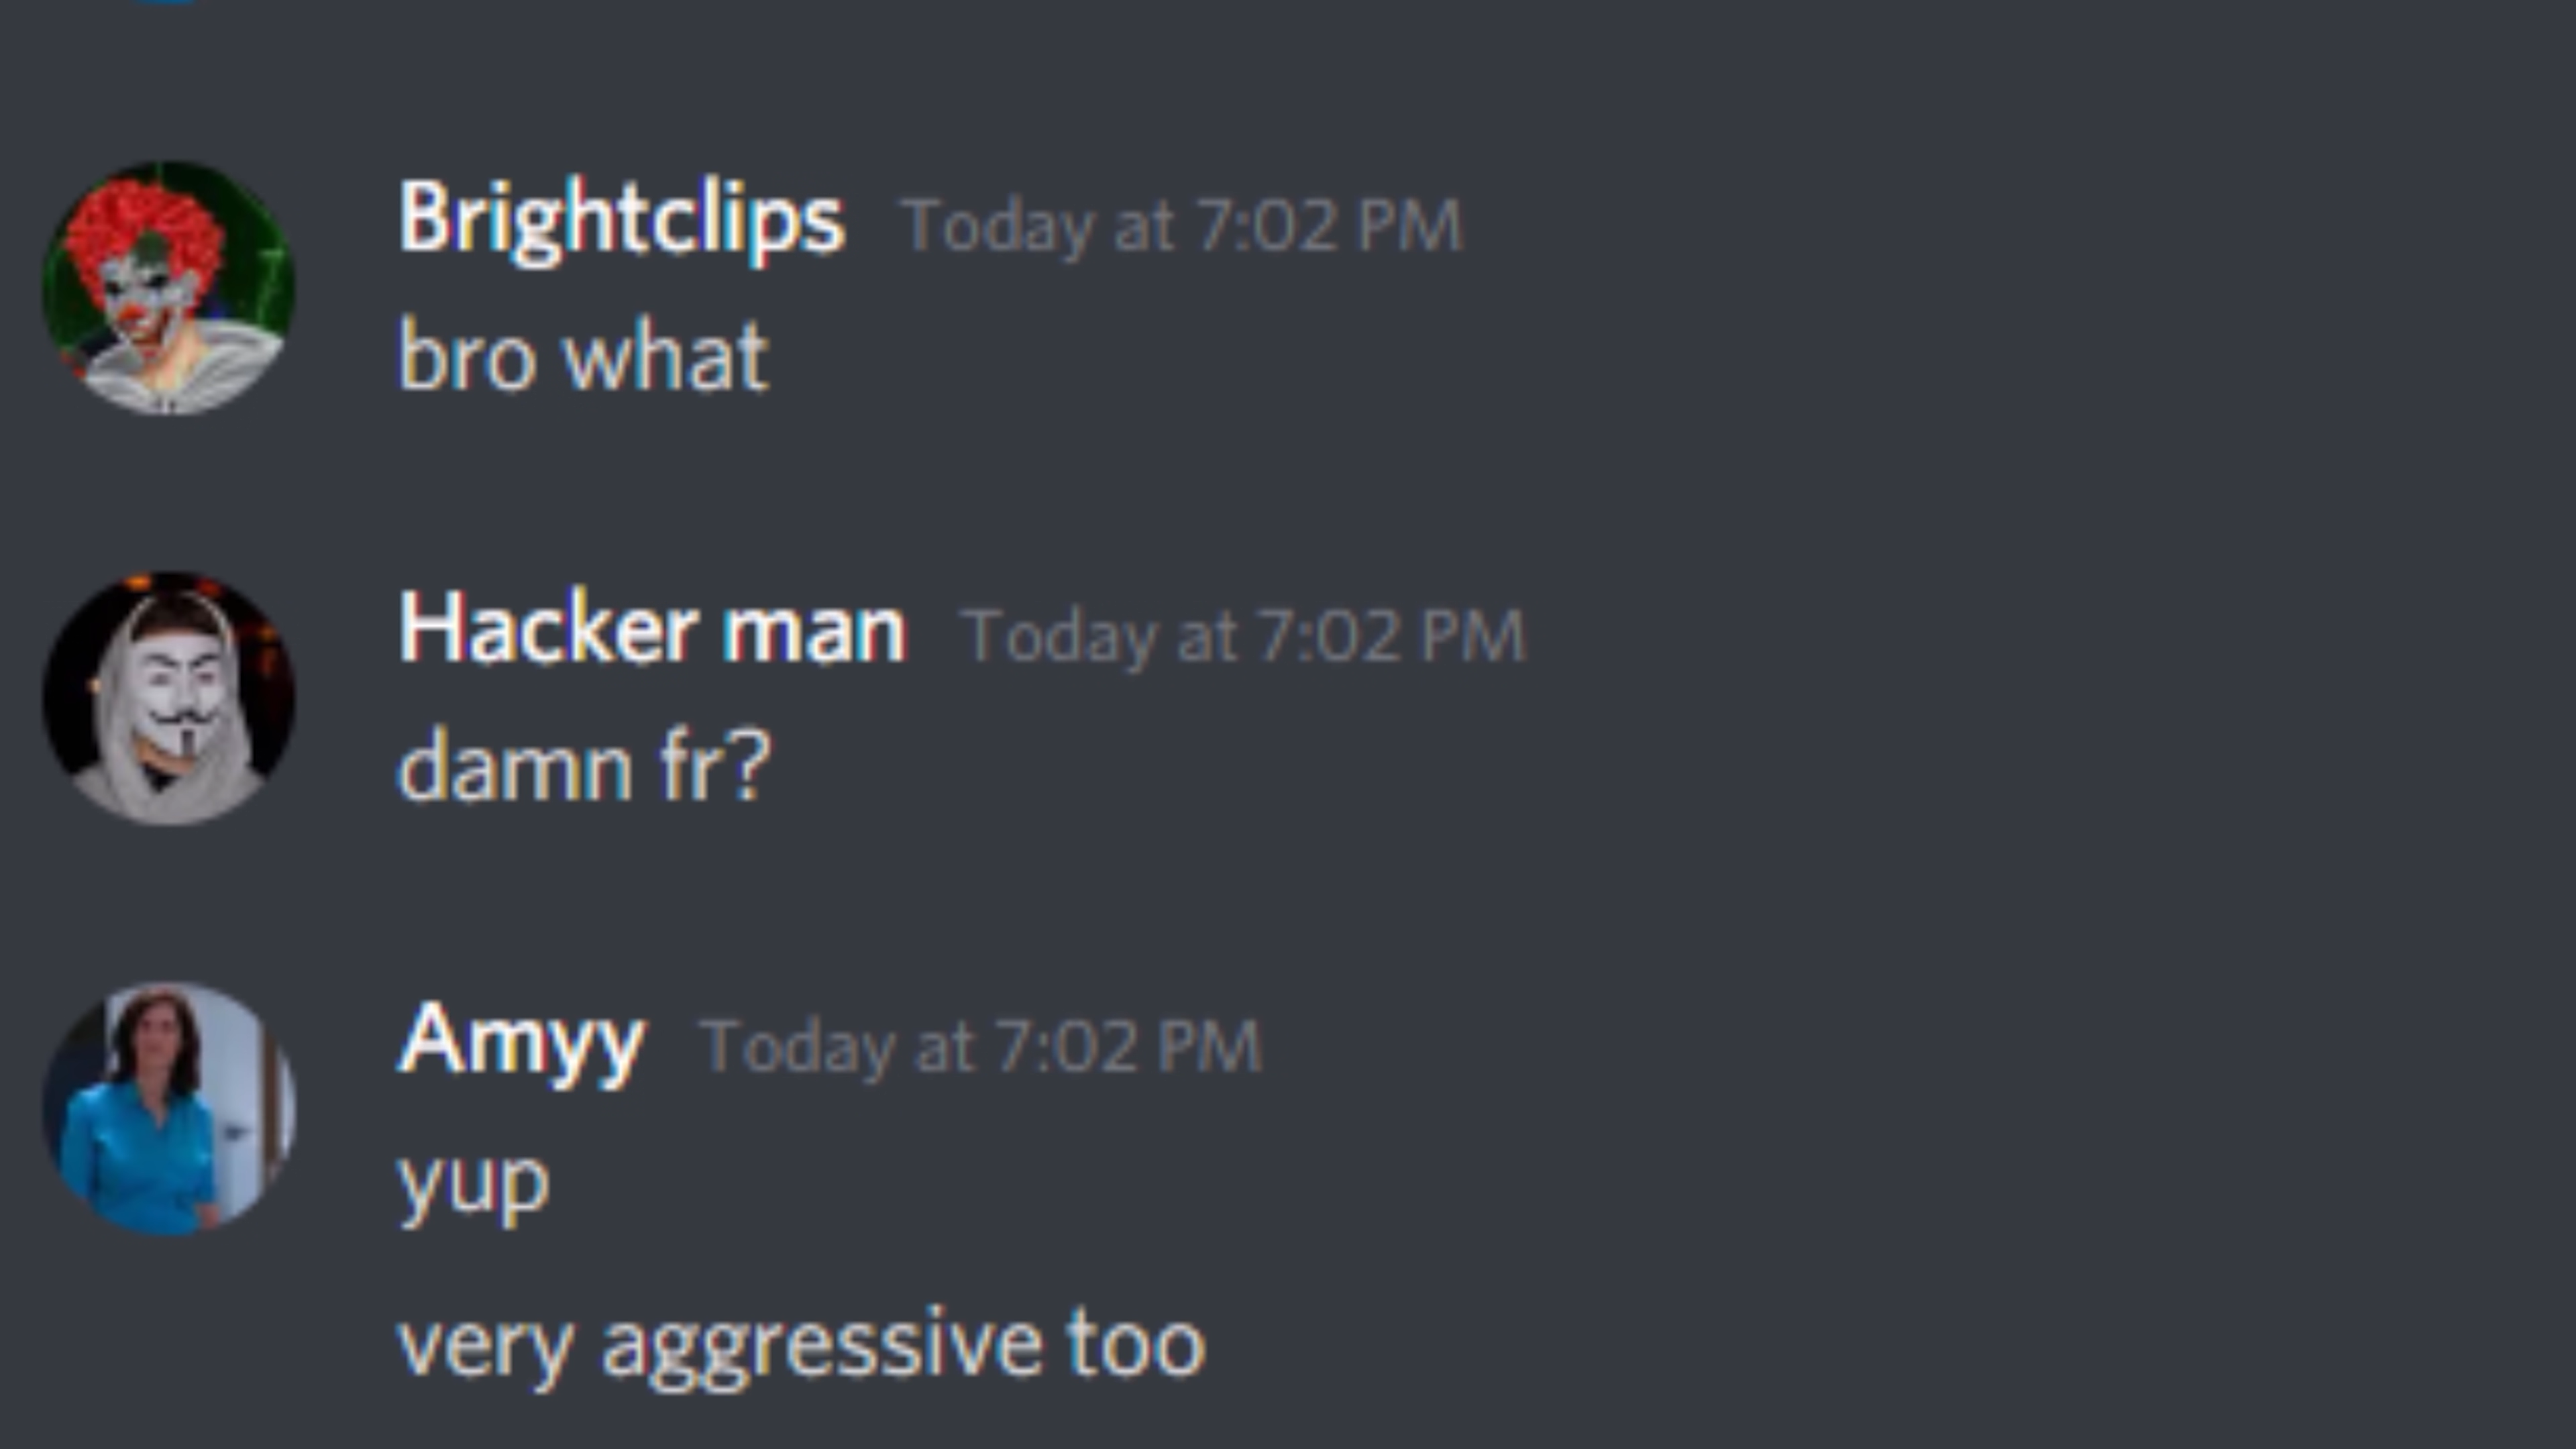 Brightclips Today at 7:02 PM
bro what
Hacker man Today at 7:02 PM
damn fr?
Amyy Today at 7:02 PM
yup
very aggressive too